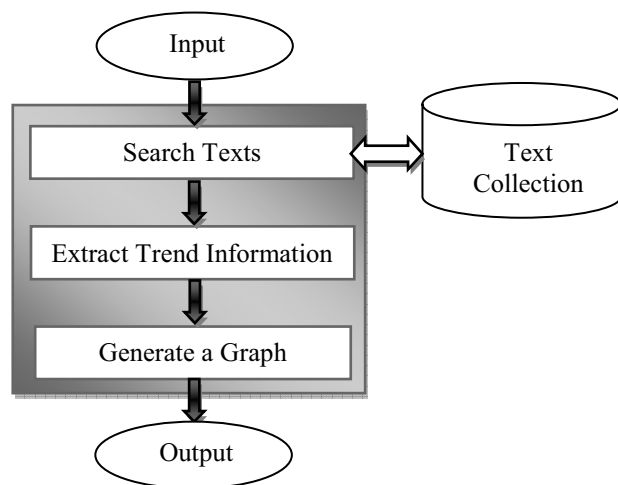 Input
Search Texts
Text
Collection
Extract Trend Information
Generate a Graph
Output